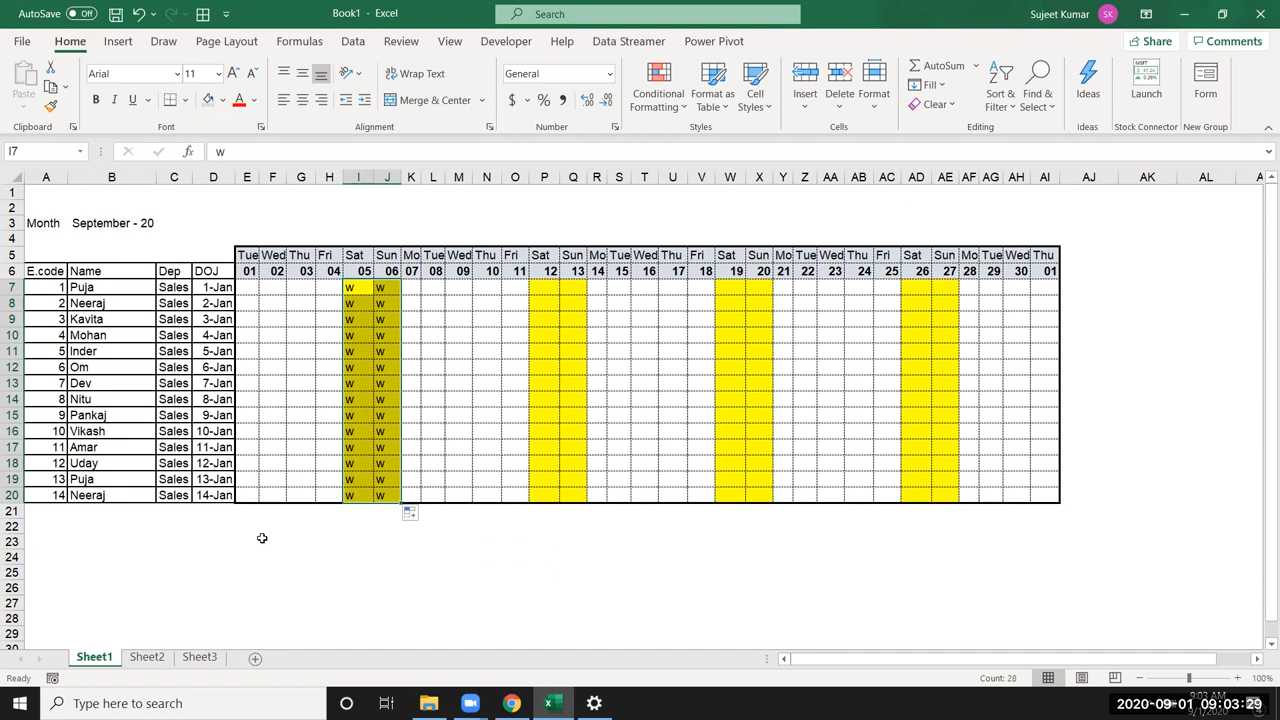 AutoSave Off
Book1 - Excel
Search
Sujeet Kumar SK
File Home Insert Draw Page Layout Formulas Data Review View Developer Help Data Streamer Power Pivot Share Comments
Arial 11 Wrap Text General AutoSum
Paste B I U A Merge & Center $ % Conditional Formatting Format as Table Cell Styles Insert Delete Format Fill Clear Sort & Filter Find & Select Ideas Launch Form
Clipboard Font Alignment Number Styles Cells Editing Ideas Stock Connector New Group
I7 fx w
A B C D E F G H I J K L M N O P Q R S T U V W X Y Z AA AB AC AD AE AF AG AH AI AJ AK AL
1
2
3 Month September - 20
4
5 Tue Wed Thu Fri Sat Sun Mo Tue Wed Thu Fri Sat Sun Mo Tue Wed Thu Fri Sat Sun Mo Tue Wed Thu Fri Sat Sun Mo Tue Wed Thu
6 E.code Name Dep DOJ 01 02 03 04 05 06 07 08 09 10 11 12 13 14 15 16 17 18 19 20 21 22 23 24 25 26 27 28 29 30 01
7 1 Puja Sales 1-Jan w w
8 2 Neeraj Sales 2-Jan w w
9 3 Kavita Sales 3-Jan w w
10 4 Mohan Sales 4-Jan w w
11 5 Inder Sales 5-Jan w w
12 6 Om Sales 6-Jan w w
13 7 Dev Sales 7-Jan w w
14 8 Nitu Sales 8-Jan w w
15 9 Pankaj Sales 9-Jan w w
16 10 Vikash Sales 10-Jan w w
17 11 Amar Sales 11-Jan w w
18 12 Uday Sales 12-Jan w w
19 13 Puja Sales 13-Jan w w
20 14 Neeraj Sales 14-Jan w w
21
22
23
24
25
26
27
28
29
30
Sheet1 Sheet2 Sheet3
Ready Count: 28 100%
Type here to search
9:03 AM
2020-09-01 09:03:29
9/1/2020